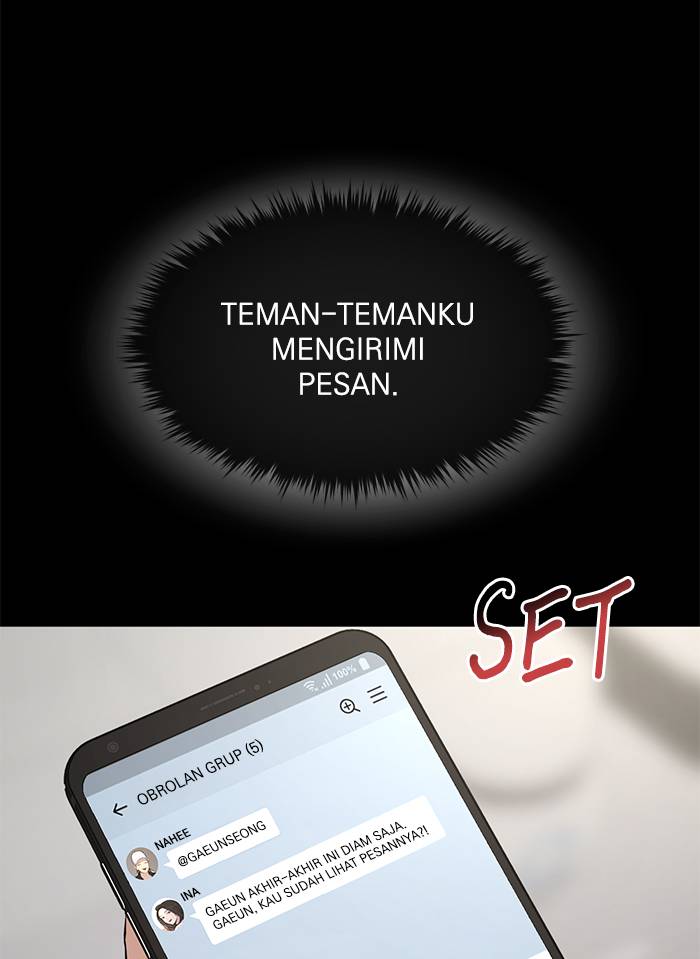 TEMAN-TEMANKU
MENGIRIMI
PESAN.
SET
100%
OBROLAN GRUP (5)
NAHEE
@GAEUNSEONG
INA
GAEUN AKHIR-AKHIR INI DIAM SAJA.
GAEUN, KAU SUDAH LIHAT PESANNYA?!